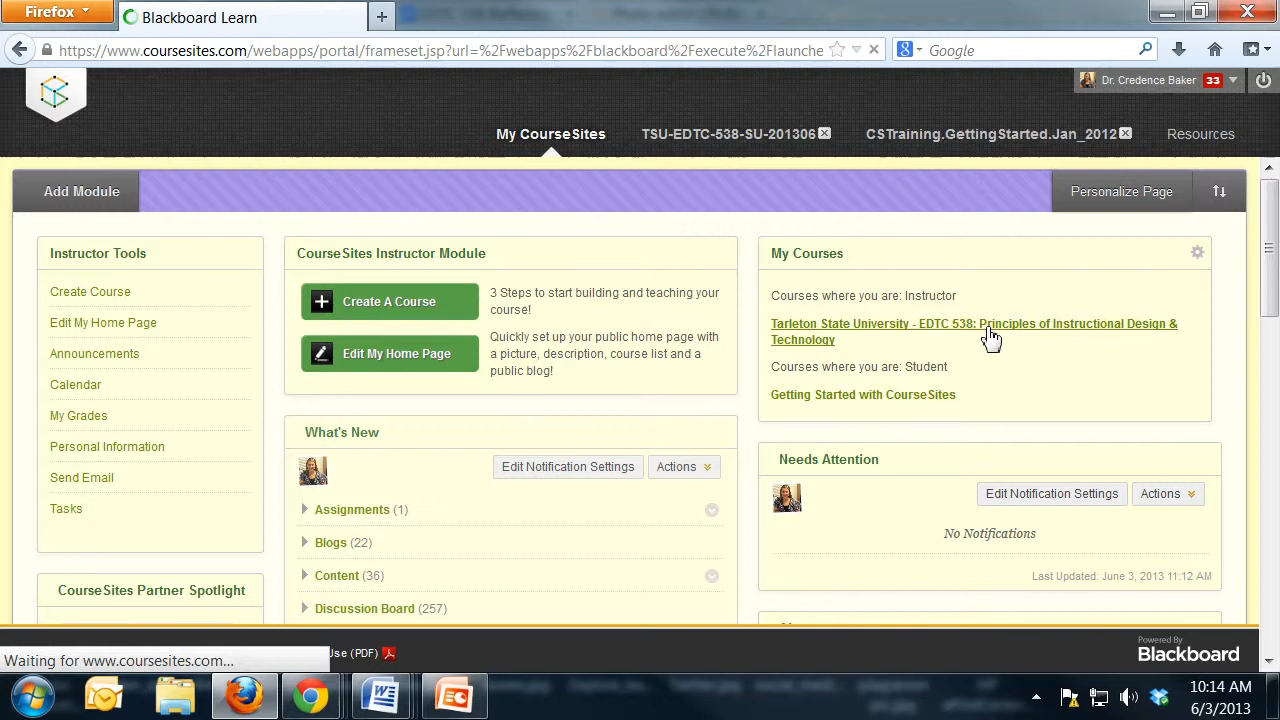 Firefox
Blackboard Learn
https://www.coursesites.com/webapps/portal/frameset.jsp?url=%2Fwebapps%2Fblackboard%2Fexecute%2Flaunche
Google
Dr. Credence Baker 33
My CourseSites
TSU-EDTC-538-SU-201306
CSTraining.GettingStarted.Jan_2012
Resources
Add Module
Personalize Page
Instructor Tools
Create Course
Edit My Home Page
Announcements
Calendar
My Grades
Personal Information
Send Email
Tasks
CourseSites Partner Spotlight
CourseSites Instructor Module
Create A Course
3 Steps to start building and teaching your
course!
Edit My Home Page
Quickly set up your public home page with
a picture, description, course list and a
public blog!
What's New
Edit Notification Settings
Actions
Assignments (1)
Blogs (22)
Content (36)
Discussion Board (257)
My Courses
Courses where you are: Instructor
Tarleton State University - EDTC 538: Principles of Instructional Design &
Technology
Courses where you are: Student
Getting Started with CourseSites
Needs Attention
Edit Notification Settings
Actions
No Notifications
Last Updated: June 3, 2013 11:12 AM
Use (PDF)
Powered By
Blackboard
Waiting for www.coursesites.com...
10:14 AM
6/3/2013